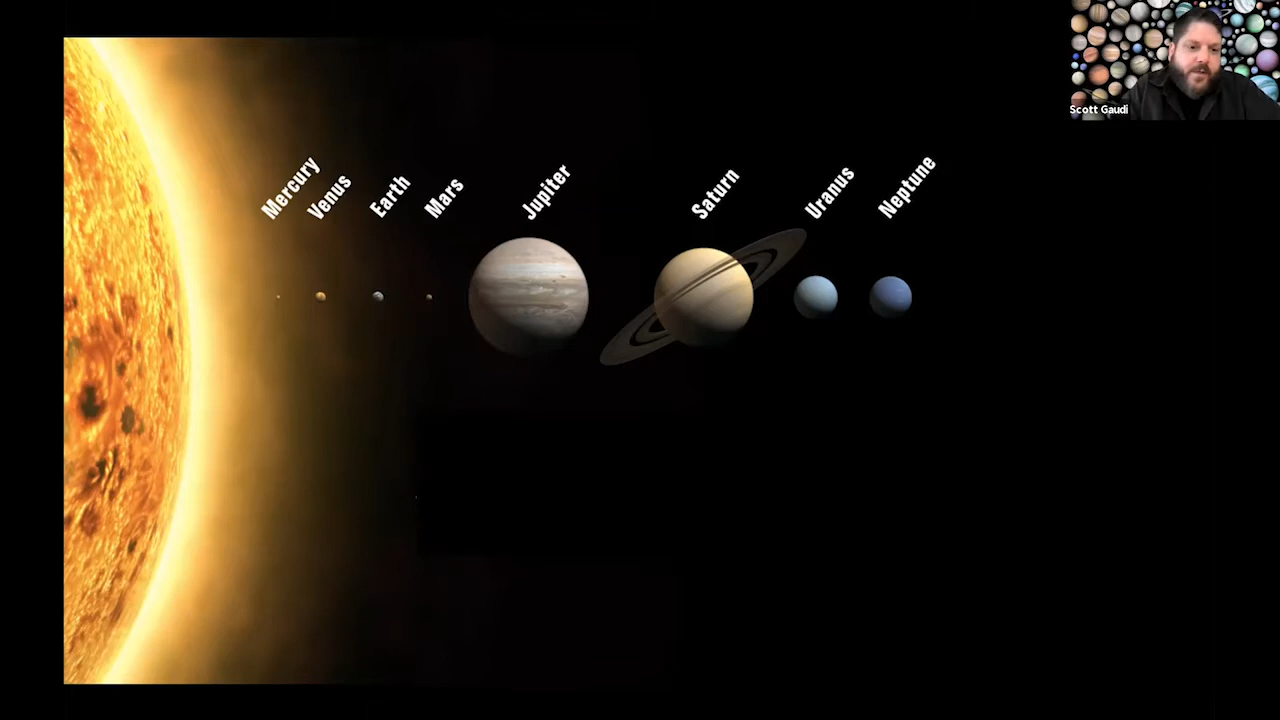 Scott Gaudi
Mercury
Venus
Earth
Mars
Jupiter
Saturn
Uranus
Neptune